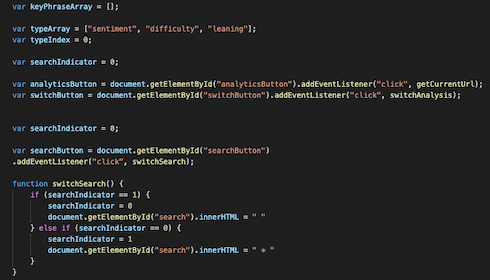 var keyPhraseArray = [];
var typeArray = ["sentiment", "difficulty", "leaning"];
var typeIndex = 0;
var searchIndicator = 0;
var analyticsButton = document.getElementById("analyticsButton").addEventListener("click", getCurrentUrl);
var switchButton = document.getElementById("switchButton").addEventListener("click", switchAnalysis);
var searchIndicator = 0;
var searchButton = document.getElementById("searchButton")
.addEventListener("click", switchSearch);
function switchSearch() {
    if (searchIndicator == 1) {
        searchIndicator = 0
        document.getElementById("search").innerHTML = " "
    } else if (searchIndicator == 0) {
        searchIndicator = 1
        document.getElementById("search").innerHTML = " * "
    }
}